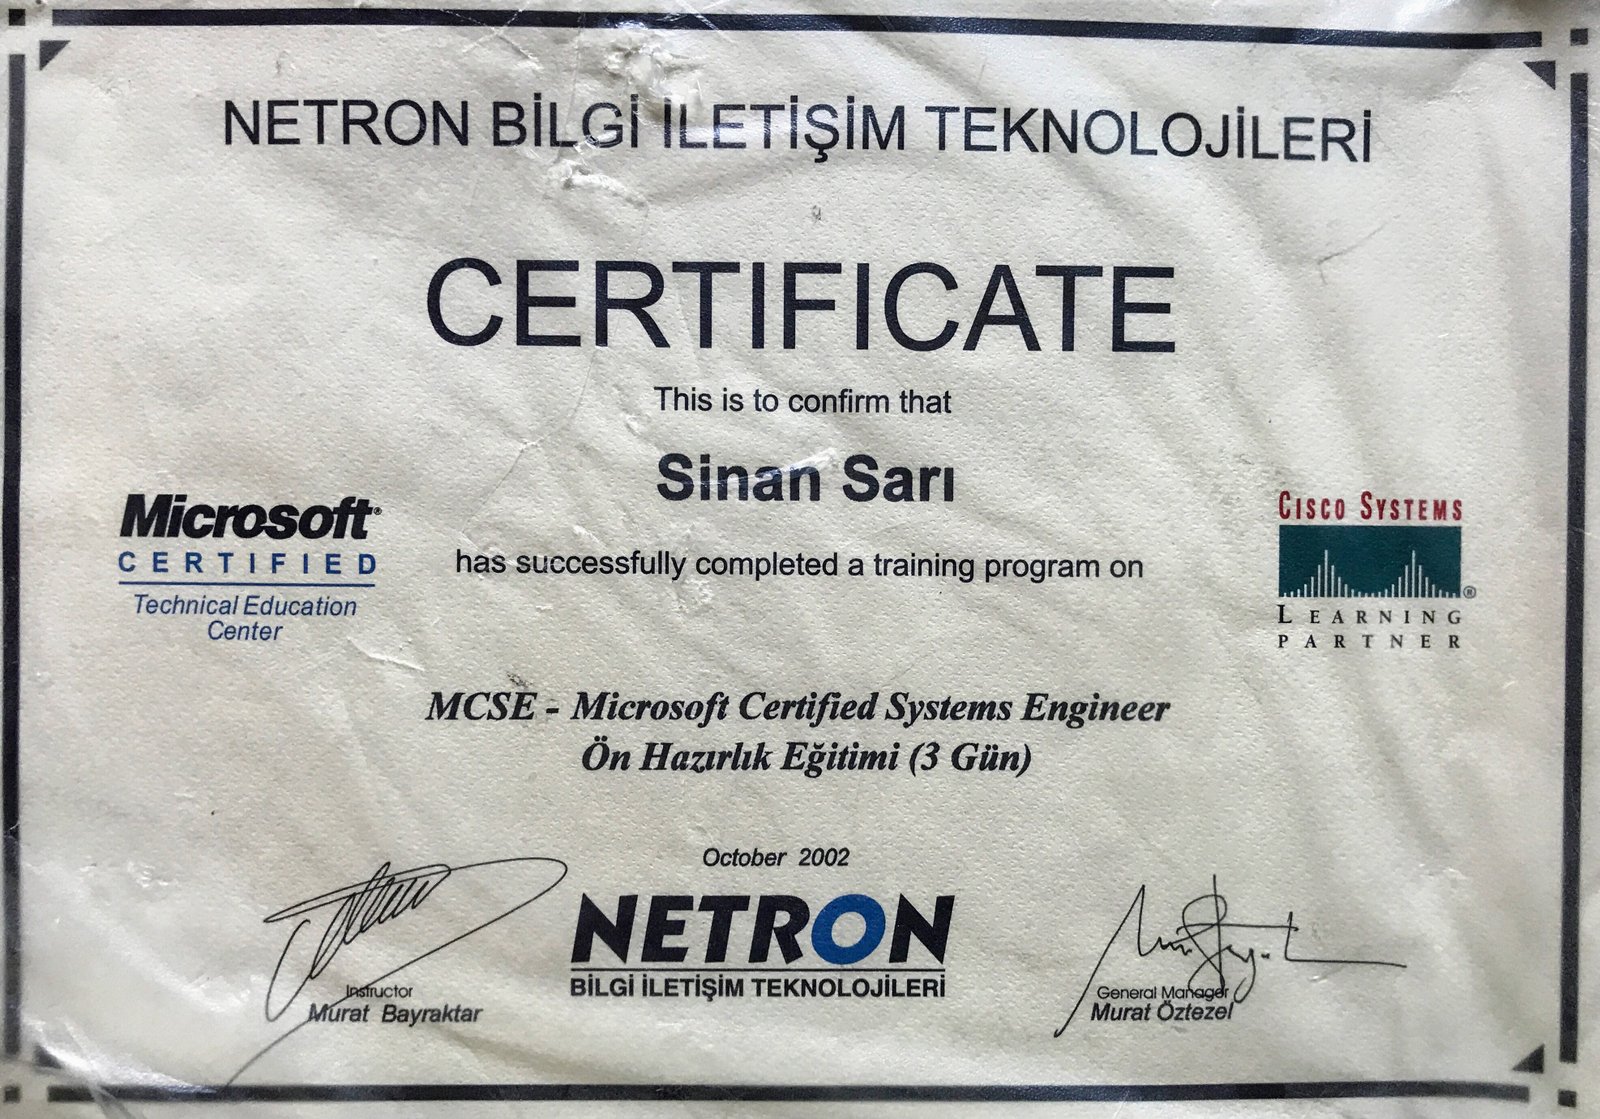 NETRON BİLGİ İLETİŞİM TEKNOLOJİLERİ
CERTIFICATE
This is to confirm that
Sinan Sarı
Microsoft®
CERTIFIED
Technical Education
Center
has successfully completed a training program on
CISCO SYSTEMS
®
LEARNING
PARTNER
MCSE - Microsoft Certified Systems Engineer
Ön Hazırlık Eğitimi (3 Gün)
October 2002
NETRON
BİLGİ İLETİŞİM TEKNOLOJİLERİ
Instructor
Murat Bayraktar
General Manager
Murat Öztezel